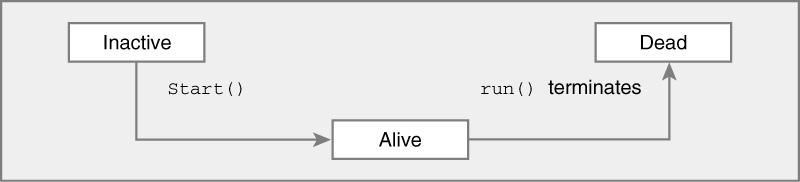 Inactive
Dead
Start()
run() terminates
Alive